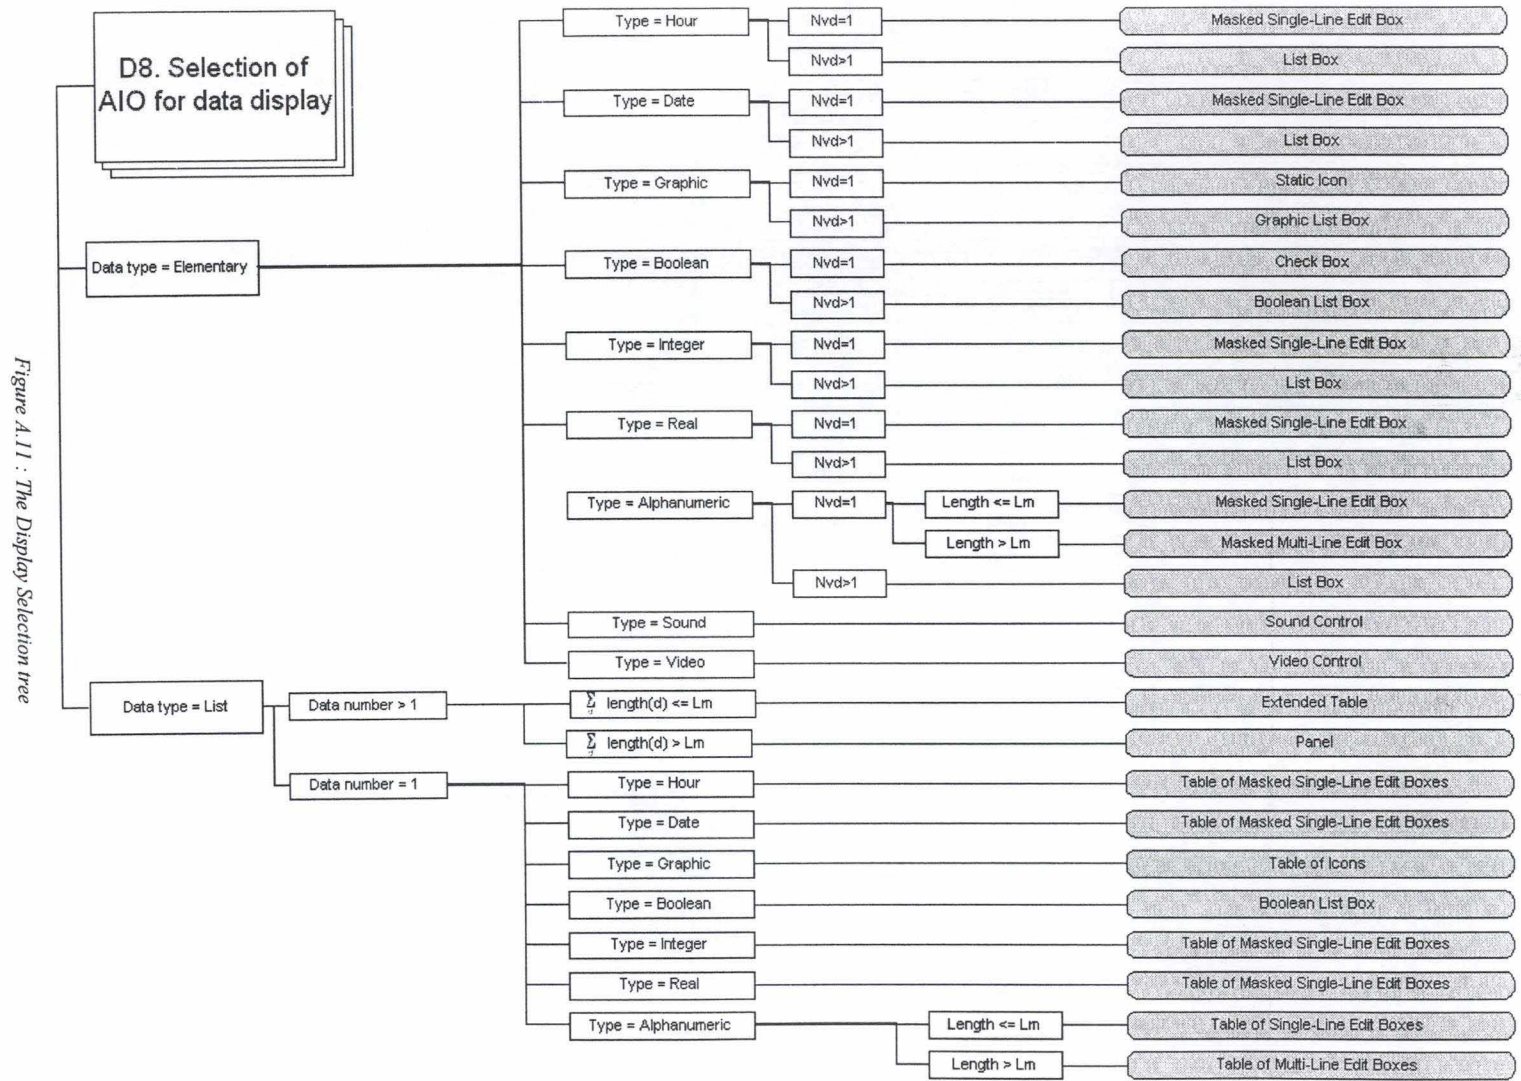 D8. Selection of
AIO for data display
Data type = Elementary
Type = Hour
Nvd=1
Masked Single-Line Edit Box
Nvd>1
List Box
Type = Date
Nvd=1
Masked Single-Line Edit Box
Nvd>1
List Box
Type = Graphic
Nvd=1
Static Icon
Nvd>1
Graphic List Box
Type = Boolean
Nvd=1
Check Box
Nvd>1
Boolean List Box
Type = Integer
Nvd=1
Masked Single-Line Edit Box
Nvd>1
List Box
Type = Real
Nvd=1
Masked Single-Line Edit Box
Nvd>1
List Box
Type = Alphanumeric
Nvd=1
Length <= Lm
Masked Single-Line Edit Box
Length > Lm
Masked Multi-Line Edit Box
Nvd>1
List Box
Type = Sound
Sound Control
Type = Video
Video Control
Data type = List
Data number > 1
∑ length(d) <= Lm
Extended Table
∑ length(d) > Lm
Panel
Data number = 1
Type = Hour
Table of Masked Single-Line Edit Boxes
Type = Date
Table of Masked Single-Line Edit Boxes
Type = Graphic
Table of Icons
Type = Boolean
Boolean List Box
Type = Integer
Table of Masked Single-Line Edit Boxes
Type = Real
Table of Masked Single-Line Edit Boxes
Type = Alphanumeric
Length <= Lm
Table of Single-Line Edit Boxes
Length > Lm
Table of Multi-Line Edit Boxes
Figure A.11 : The Display Selection tree